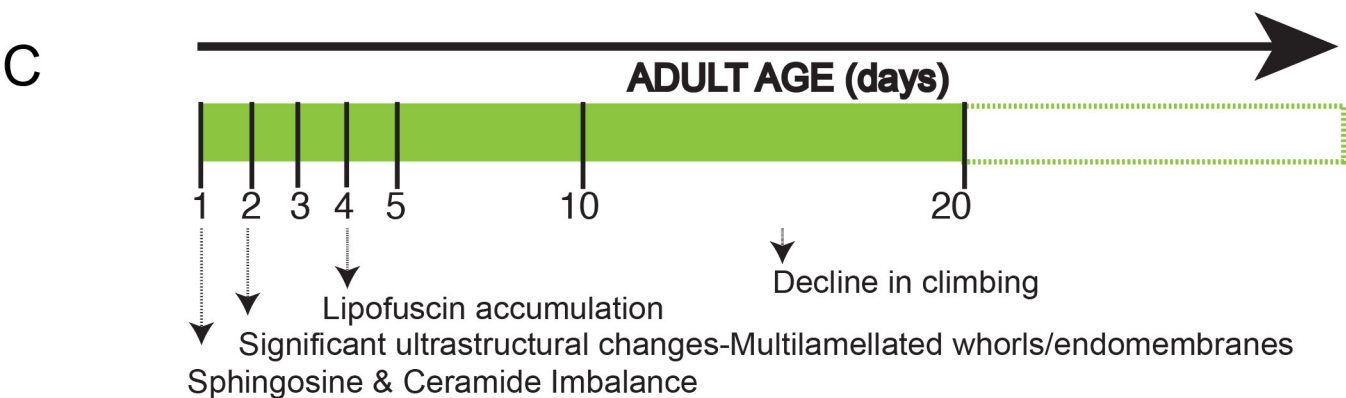 C
ADULT AGE (days)
1 2 3 4 5 10 20
Decline in climbing
Lipofuscin accumulation
Significant ultrastructural changes-Multilamellated whorls/endomembranes
Sphingosine & Ceramide Imbalance